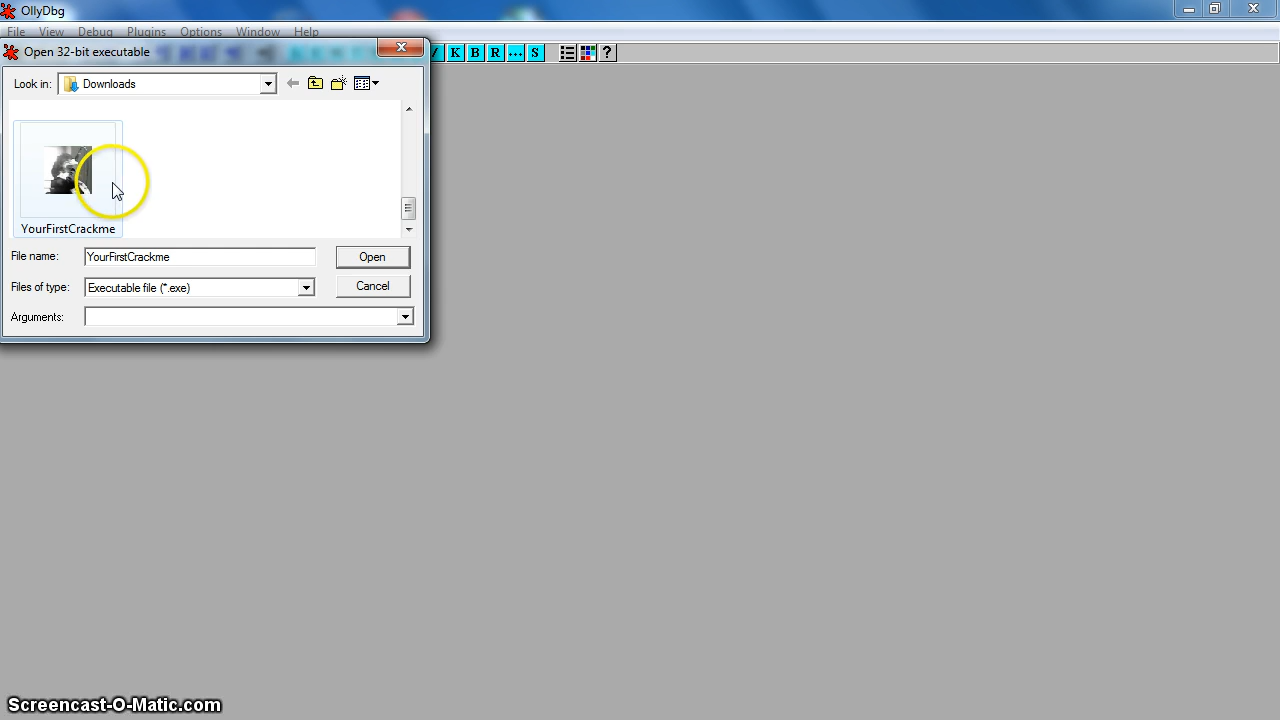 OllyDbg
File View Debug Plugins Options Window Help
Open 32-bit executable
K B R ... S ?
Look in: Downloads
YourFirstCrackme
File name: YourFirstCrackme
Open
Files of type: Executable file (*.exe)
Cancel
Arguments:
Screencast-O-Matic.com